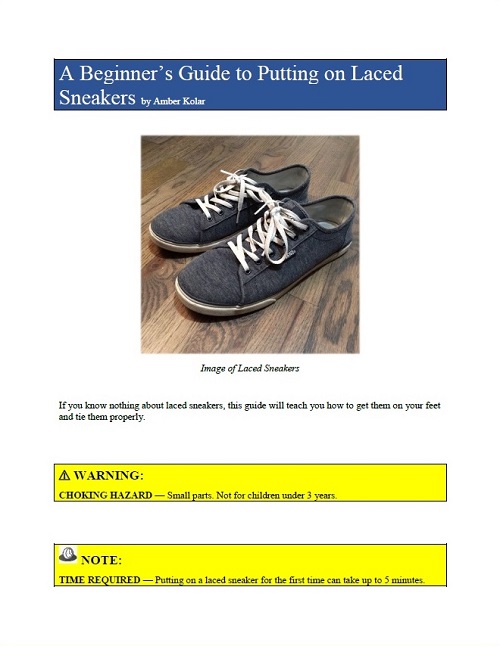 A Beginner's Guide to Putting on Laced
Sneakers by Amber Kolar
Image of Laced Sneakers
If you know nothing about laced sneakers, this guide will teach you how to get them on your feet
and tie them properly.
⚠ WARNING:
CHOKING HAZARD — Small parts. Not for children under 3 years.
NOTE:
TIME REQUIRED — Putting on a laced sneaker for the first time can take up to 5 minutes.